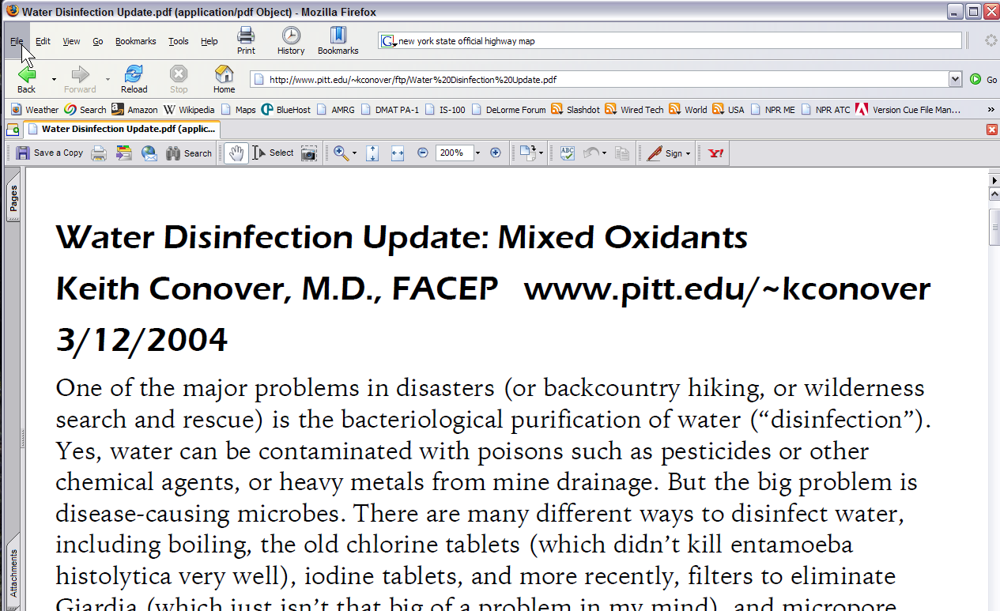 Water Disinfection Update.pdf (application/pdf Object) - Mozilla Firefox
File Edit View Go Bookmarks Tools Help Print History Bookmarks new york state official highway map
Back Forward Reload Stop Home http://www.pitt.edu/~kconover/ftp/Water%20Disinfection%20Update.pdf Go
Weather Search Amazon Wikipedia Maps BlueHost AMRG DMAT PA-1 IS-100 DeLorme Forum Slashdot Wired Tech World USA NPR ME NPR ATC Version Cue File Man... »
Water Disinfection Update.pdf (applic...
Save a Copy Search Select 200% Sign Y!
Pages
Water Disinfection Update: Mixed Oxidants
Keith Conover, M.D., FACEP www.pitt.edu/~kconover
3/12/2004
One of the major problems in disasters (or backcountry hiking, or wilderness
search and rescue) is the bacteriological purification of water (“disinfection”).
Yes, water can be contaminated with poisons such as pesticides or other
chemical agents, or heavy metals from mine drainage. But the big problem is
disease-causing microbes. There are many different ways to disinfect water,
including boiling, the old chlorine tablets (which didn’t kill entamoeba
histolytica very well), iodine tablets, and more recently, filters to eliminate
Giardia (which just isn’t that big of a problem in my mind), and micropore
Attachments